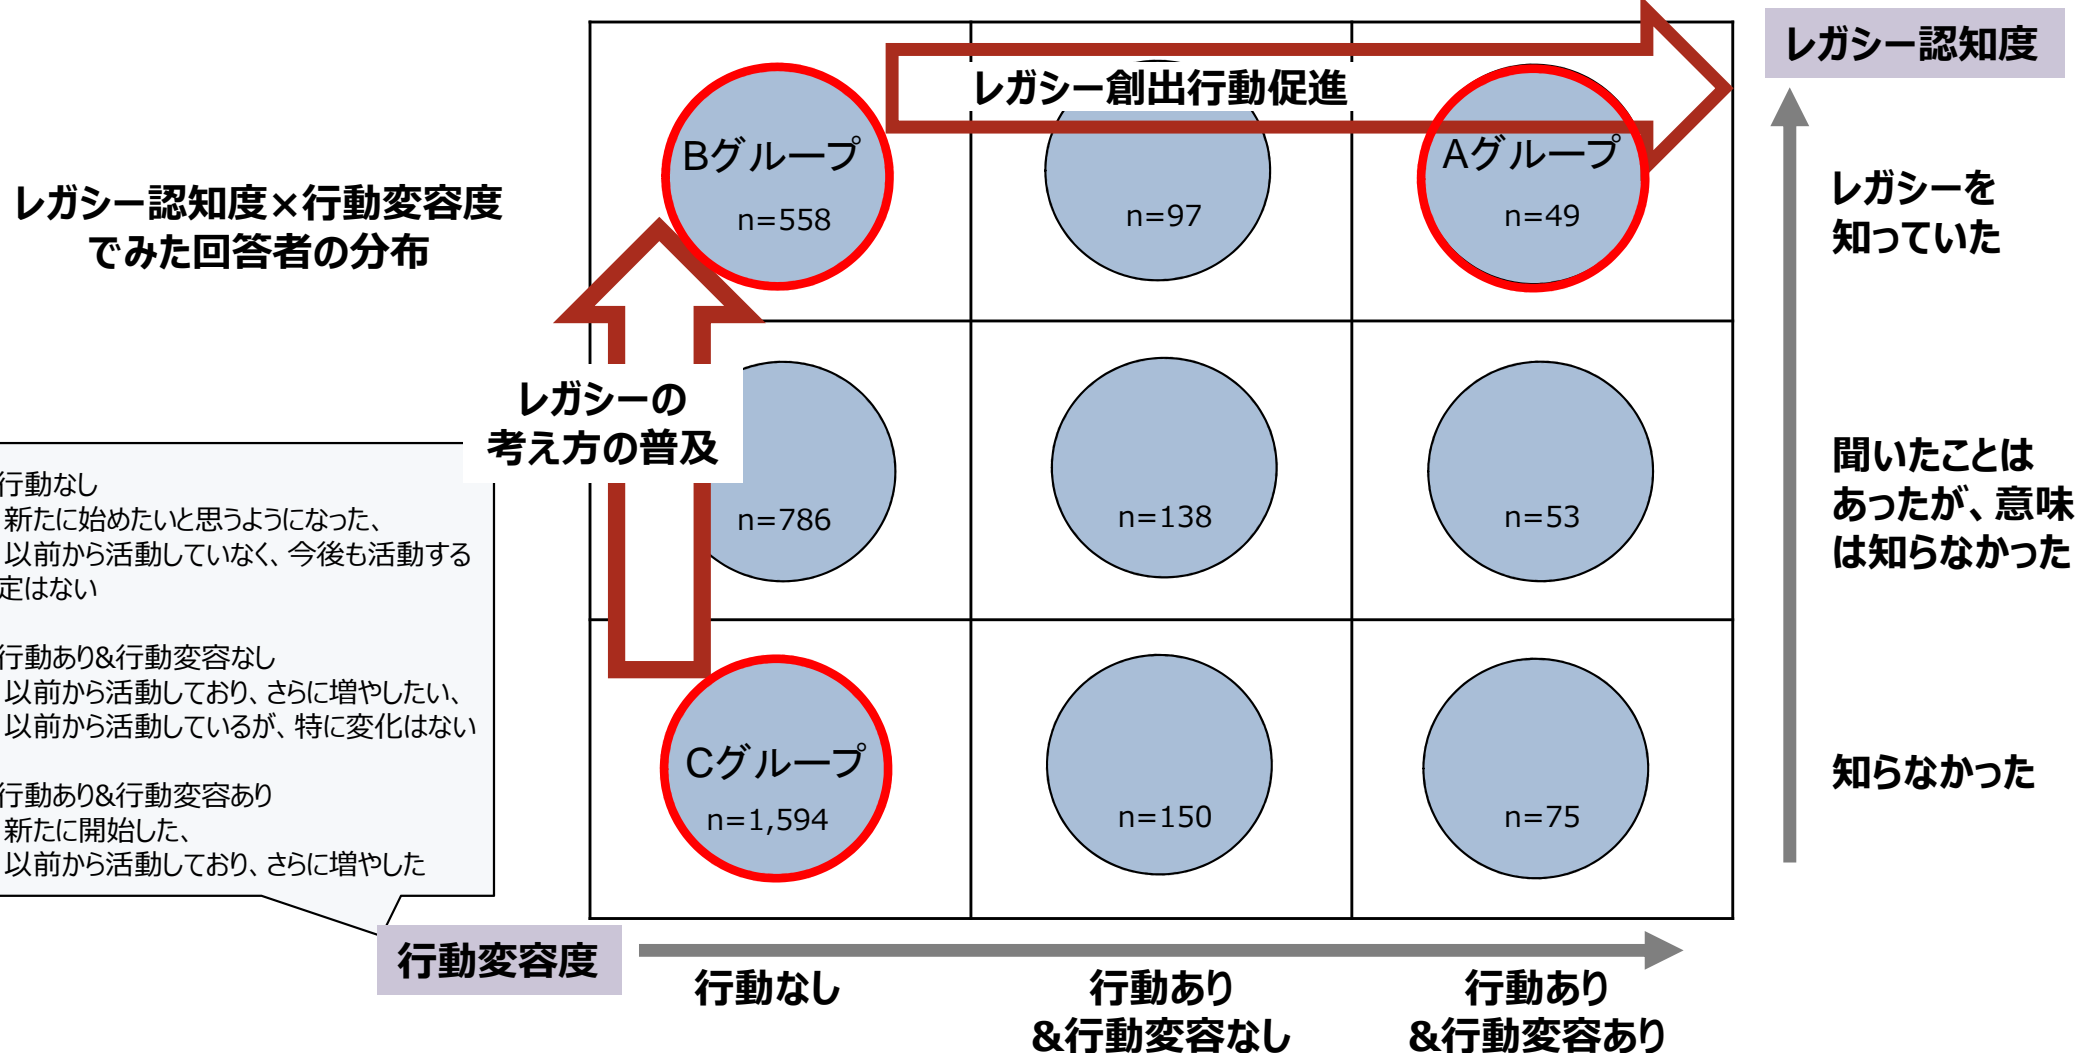 レガシー認知度
レガシー創出行動促進
Bグループ
n=558
n=97
Aグループ
n=49
レガシーを
知っていた
レガシー認知度×行動変容度
でみた回答者の分布
レガシーの
考え方の普及
n=786
n=138
n=53
聞いたことは
あったが、意味
は知らなかった
行動なし
新たに始めたいと思うようになった、
以前から活動していなく、今後も活動する
定はない
行動あり&行動変容なし
以前から活動しており、さらに増やしたい、
以前から活動しているが、特に変化はない
行動あり&行動変容あり
新たに開始した、
以前から活動しており、さらに増やした
Cグループ
n=1,594
n=150
n=75
知らなかった
行動変容度
行動なし
行動あり
&行動変容なし
行動あり
&行動変容あり